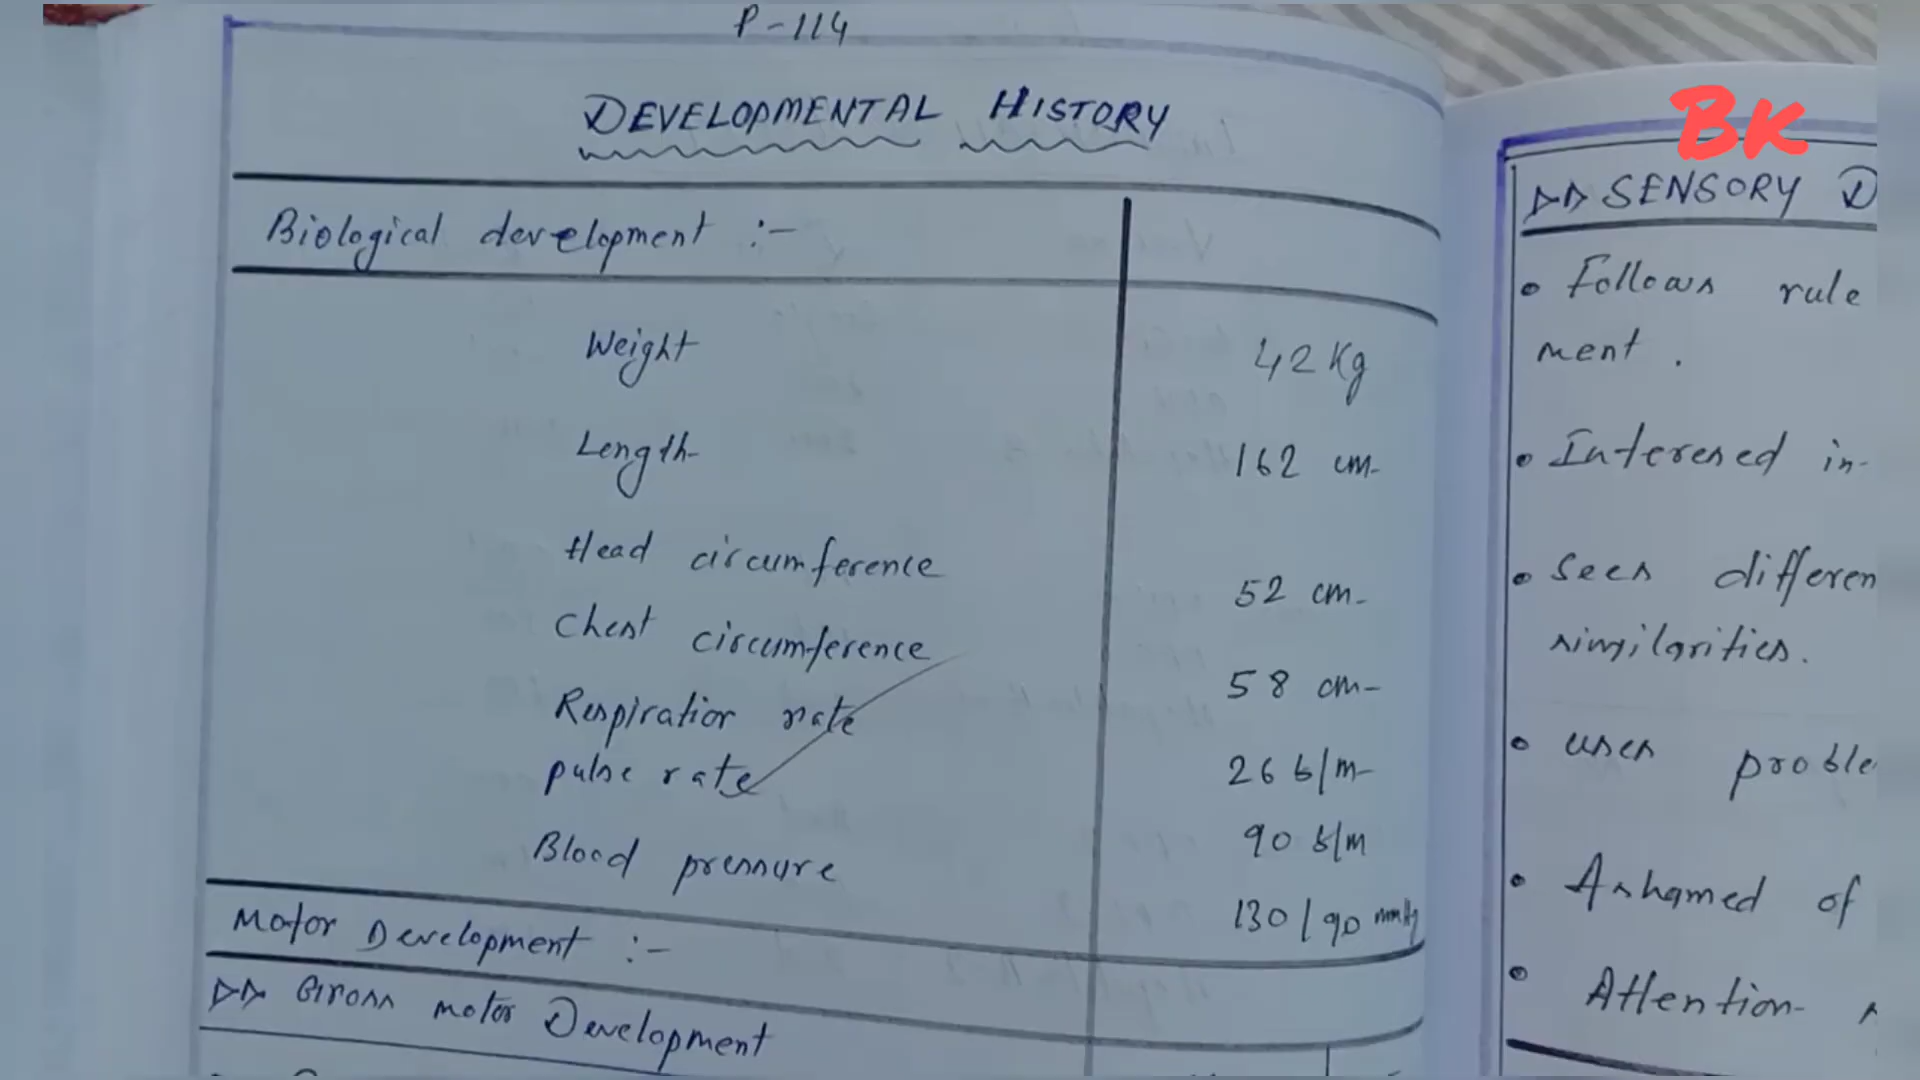 P-114
DEVELOPMENTAL HISTORY
Biological development :-
Weight 42 Kg
Length 162 cm
Head circumference 52 cm
Chest circumference 58 cm
Respiration rate 26 b/m
pulse rate 90 b/m
Blood pressure 130/90 mmHg
Motor Development :-
▷▷ Gross motor Development
BK
▷▷ SENSORY D
• Follows rule
ment.
• Interesed in
• Sees differen
similarities.
• uses proble
• Ashamed of
• Attention